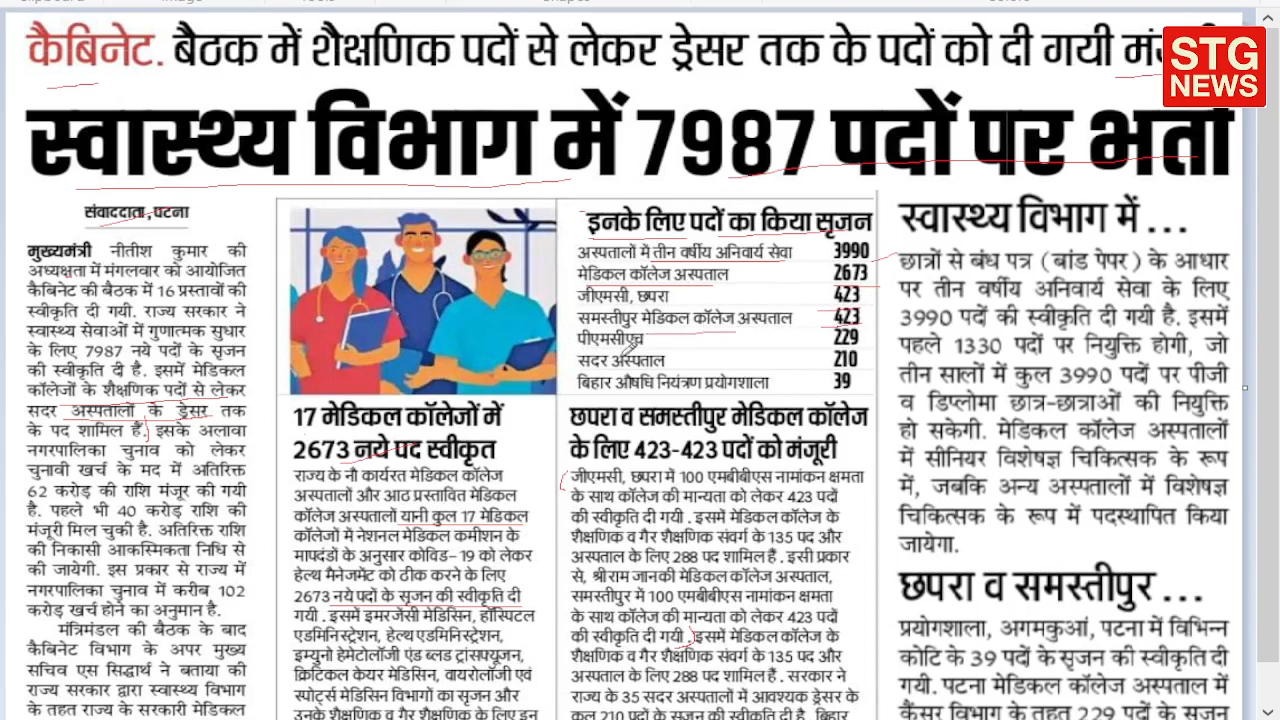 कैबिनेट. बैठक में शैक्षणिक पदों से लेकर ड्रेसर तक के पदों को दी गयी
STG
NEWS
स्वास्थ्य विभाग में 7987 पदों पर भर्ती
संवाददाता, पटना
मुख्यमंत्री नीतीश कुमार की
अध्यक्षता में मंगलवार को आयोजित
कैबिनेट की बैठक में 16 प्रस्तावों की
स्वीकृति दी गयी. राज्य सरकार ने
स्वास्थ्य सेवाओं में गुणात्मक सुधार
के लिए 7987 नये पदों के सृजन
की स्वीकृति दी है. इसमें मेडिकल
कॉलेजों के शैक्षणिक पदों से लेकर
सदर अस्पतालों के ड्रेसर तक
के पद शामिल हैं. इसके अलावा
नगरपालिका चुनाव को लेकर
चुनावी खर्च के मद में अतिरिक्त
62 करोड़ की राशि मंजूर की गयी
है. पहले भी 40 करोड़ राशि की
मंजूरी मिल चुकी है. अतिरिक्त राशि
की निकासी आकस्मिकता निधि से
की जायेगी. इस प्रकार से राज्य में
नगरपालिका चुनाव में करीब 102
करोड़ खर्च होने का अनुमान है.
मंत्रिमंडल की बैठक के बाद
कैबिनेट विभाग के अपर मुख्य
सचिव एस सिद्धार्थ ने बताया की
राज्य सरकार द्वारा स्वास्थ्य विभाग
के तहत राज्य के सरकारी मेडिकल
इनके लिए पदों का किया सृजन
अस्पतालों में तीन वर्षीय अनिवार्य सेवा 3990
मेडिकल कॉलेज अस्पताल 2673
जीएमसी, छपरा 423
समस्तीपुर मेडिकल कॉलेज अस्पताल 423
पीएमसीएच 229
सदर अस्पताल 210
बिहार औषधि नियंत्रण प्रयोगशाला 39
17 मेडिकल कॉलेजों में
2673 नये पद स्वीकृत
राज्य के नौ कार्यरत मेडिकल कॉलेज
अस्पतालों और आठ प्रस्तावित मेडिकल
कॉलेज अस्पतालों यानी कुल 17 मेडिकल
कॉलेजों में नेशनल मेडिकल कमीशन के
मापदंडों के अनुसार कोविड- 19 को लेकर
हेल्थ मैनेजमेंट को ठीक करने के लिए
2673 नये पदों के सृजन की स्वीकृति दी
गयी . इसमें इमरजेंसी मेडिसिन, हॉस्पिटल
एडमिनिस्ट्रेशन, हेल्थ एडमिनिस्ट्रेशन,
इम्युनो हेमेटोलॉजी एंड ब्लड ट्रांसफ्यूजन,
क्रिटिकल केयर मेडिसिन, वायरोलॉजी एवं
स्पोर्ट्स मेडिसिन विभागों का सृजन और
उनके शैक्षणिक व गैर शैक्षणिक के लिए इन
छपरा व समस्तीपुर मेडिकल कॉलेज
के लिए 423-423 पदों को मंजूरी
जीएमसी, छपरा में 100 एमबीबीएस नामांकन क्षमता
के साथ कॉलेज की मान्यता को लेकर 423 पदों
की स्वीकृति दी गयी . इसमें मेडिकल कॉलेज के
शैक्षणिक व गैर शैक्षणिक संवर्ग के 135 पद और
अस्पताल के लिए 288 पद शामिल हैं . इसी प्रकार
से, श्रीराम जानकी मेडिकल कॉलेज अस्पताल,
समस्तीपुर में 100 एमबीबीएस नामांकन क्षमता
के साथ कॉलेज की मान्यता को लेकर 423 पदों
की स्वीकृति दी गयी . इसमें मेडिकल कॉलेज के
शैक्षणिक व गैर शैक्षणिक संवर्ग के 135 पद और
अस्पताल के लिए 288 पद शामिल हैं . सरकार ने
राज्य के 35 सदर अस्पतालों में आवश्यक ड्रेसर के
कुल 210 पदों के सृजन की स्वीकृति दी है. बिहार
स्वास्थ्य विभाग में ...
छात्रों से बंध पत्र (बांड पेपर) के आधार
पर तीन वर्षीय अनिवार्य सेवा के लिए
3990 पदों की स्वीकृति दी गयी है. इसमें
पहले 1330 पदों पर नियुक्ति होगी, जो
तीन सालों में कुल 3990 पदों पर पीजी
व डिप्लोमा छात्र-छात्राओं की नियुक्ति
हो सकेगी. मेडिकल कॉलेज अस्पतालों
में सीनियर विशेषज्ञ चिकित्सक के रूप
में, जबकि अन्य अस्पतालों में विशेषज्ञ
चिकित्सक के रूप में पदस्थापित किया
जायेगा.
छपरा व समस्तीपुर ...
प्रयोगशाला, अगमकुआं, पटना में विभिन्न
कोटि के 39 पदों के सृजन की स्वीकृति दी
गयी. पटना मेडिकल कॉलेज अस्पताल में
कैंसर विभाग के तहत 229 पदों के सृजन